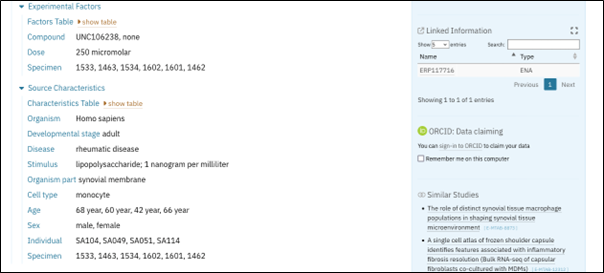 Experimental Factors
Factors Table show table
Compound UNC106238, none
Dose 250 micromolar
Specimen 1533, 1463, 1534, 1602, 1601, 1462
Source Characteristics
Characteristics Table show table
Organism Homo sapiens
Developmental stage adult
Disease rheumatic disease
Stimulus lipopolysaccharide; 1 nanogram per milliliter
Organism part synovial membrane
Cell type monocyte
Age 68 year, 60 year, 42 year, 66 year
Sex male, female
Individual SA104, SA049, SA051, SA114
Specimen 1533, 1463, 1534, 1602, 1601, 1462
Linked Information
Show 5 entries Search:
Name Type
ERP117716 ENA
Previous 1 Next
Showing 1 to 1 of 1 entries
iD ORCID: Data claiming
You can sign-in to ORCID to claim your data
Remember me on this computer
Similar Studies
The role of distinct synovial tissue macrophage
populations in shaping synovial tissue
microenvironment
A single cell atlas of frozen shoulder capsule
identifies features associated with inflammatory
fibrosis resolution (Bulk RNA-seq of capsular
fibroblasts co-cultured with MDMs)